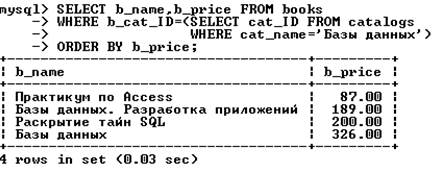 mysql> SELECT b_name,b_price FROM books
    -> WHERE b_cat_ID=(SELECT cat_ID FROM catalogs
    ->                 WHERE cat_name='Базы данных')
    -> ORDER BY b_price;
+------------------------------------+---------+
| b_name                             | b_price |
+------------------------------------+---------+
| Практикум по Access                |   87.00 |
| Базы данных. Разработка приложений |  189.00 |
| Раскрытие тайн SQL                 |  200.00 |
| Базы данных                        |  326.00 |
+------------------------------------+---------+
4 rows in set (0.03 sec)